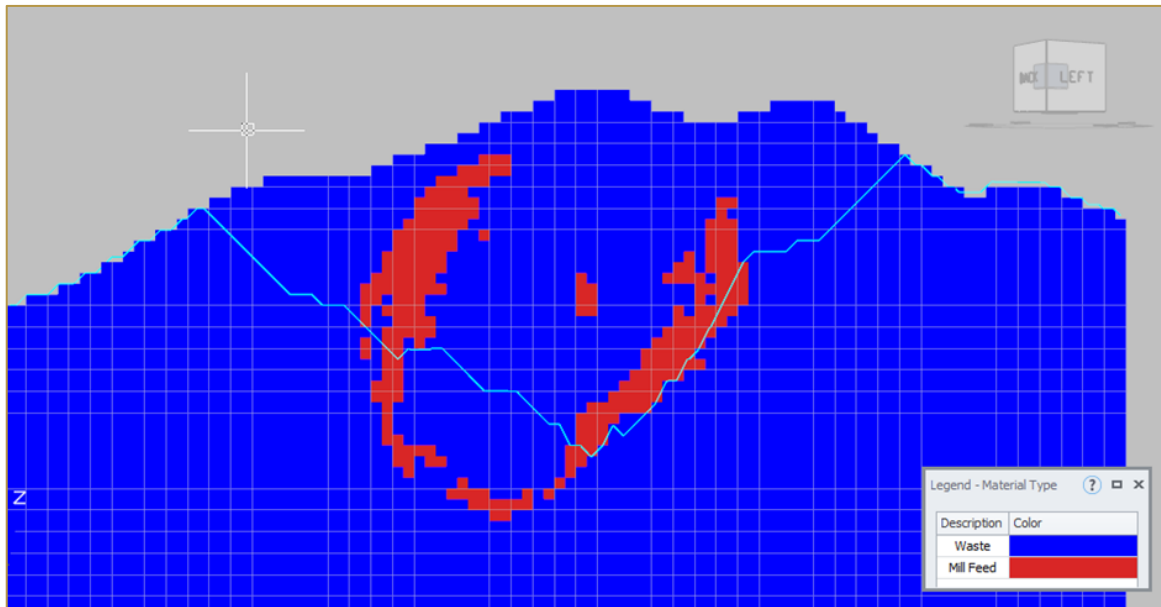 LEFT
Z
Legend - Material Type
Description Color
Waste
Mill Feed